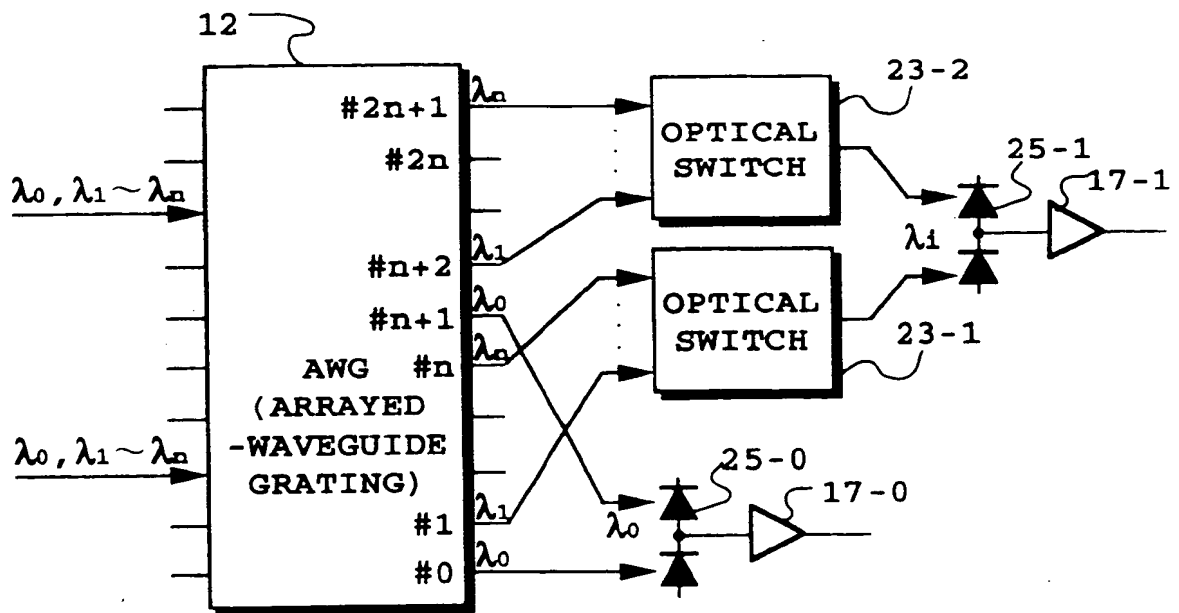 12
#2n+1
λn
#2n
λ0, λ1~λn
#n+2
λ1
#n+1
λ0
#n
λn
AWG
(ARRAYED
-WAVEGUIDE
GRATING)
λ0, λ1~λn
#1
λ1
#0
λ0
OPTICAL
SWITCH
23-2
OPTICAL
SWITCH
23-1
25-1
17-1
λi
25-0
17-0
λ0